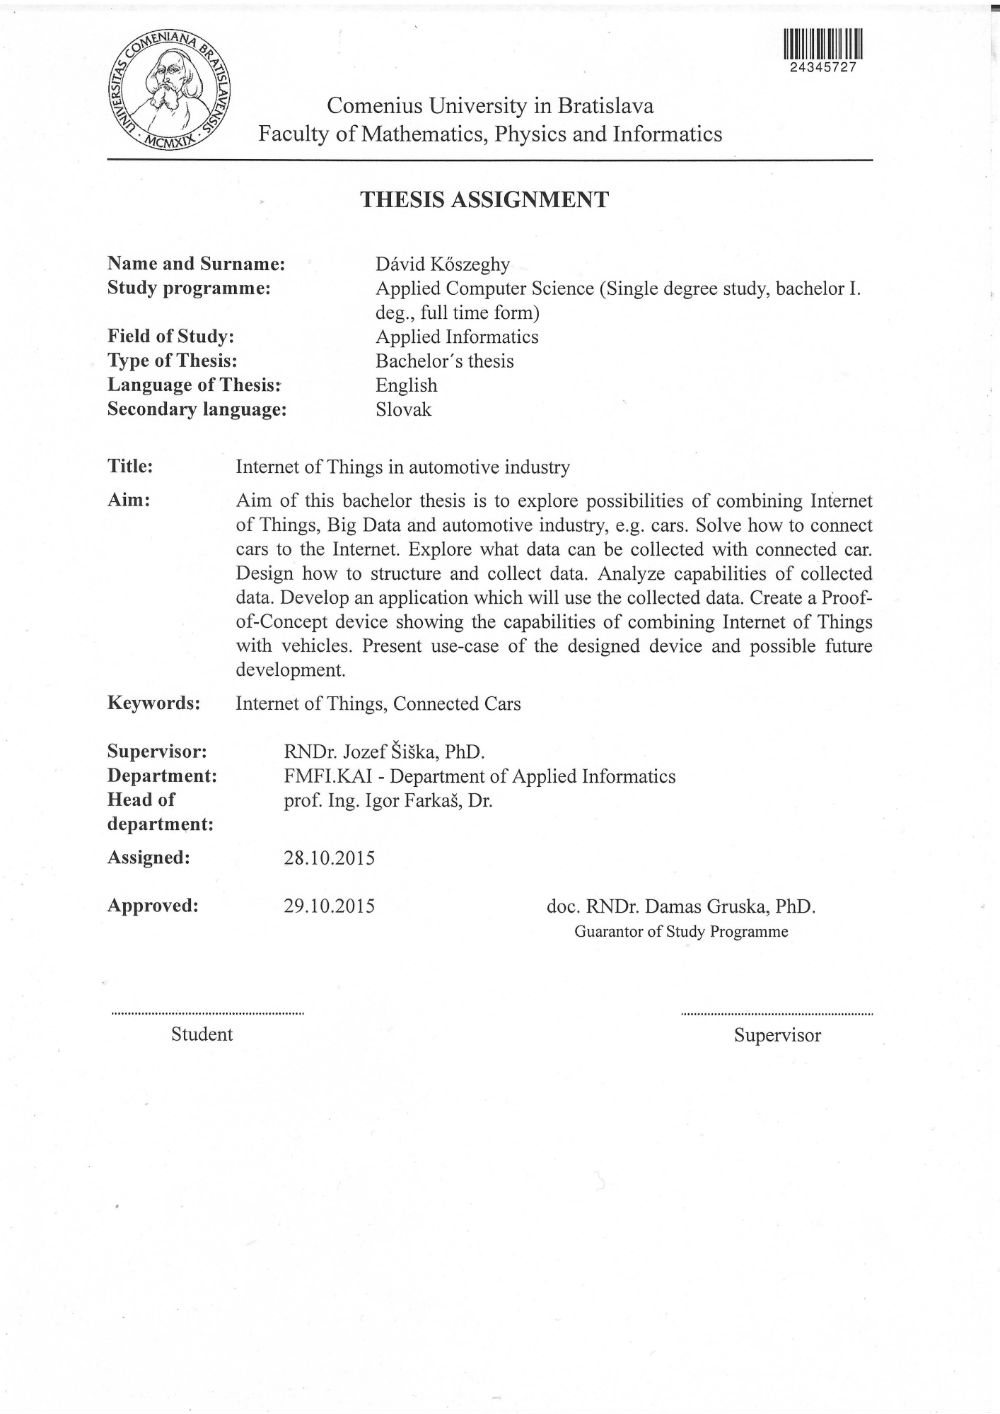 UNIVERSITAS COMENIANA BRATISLAVENSIS
MCMXIX
24345727
Comenius University in Bratislava
Faculty of Mathematics, Physics and Informatics
THESIS ASSIGNMENT
Name and Surname: Dávid Kőszeghy
Study programme: Applied Computer Science (Single degree study, bachelor I.
deg., full time form)
Field of Study: Applied Informatics
Type of Thesis: Bachelor´s thesis
Language of Thesis: English
Secondary language: Slovak
Title: Internet of Things in automotive industry
Aim: Aim of this bachelor thesis is to explore possibilities of combining Internet
of Things, Big Data and automotive industry, e.g. cars. Solve how to connect
cars to the Internet. Explore what data can be collected with connected car.
Design how to structure and collect data. Analyze capabilities of collected
data. Develop an application which will use the collected data. Create a Proof-
of-Concept device showing the capabilities of combining Internet of Things
with vehicles. Present use-case of the designed device and possible future
development.
Keywords: Internet of Things, Connected Cars
Supervisor: RNDr. Jozef Šiška, PhD.
Department: FMFI.KAI - Department of Applied Informatics
Head of prof. Ing. Igor Farkaš, Dr.
department:
Assigned: 28.10.2015
Approved: 29.10.2015 doc. RNDr. Damas Gruska, PhD.
Guarantor of Study Programme
Student Supervisor